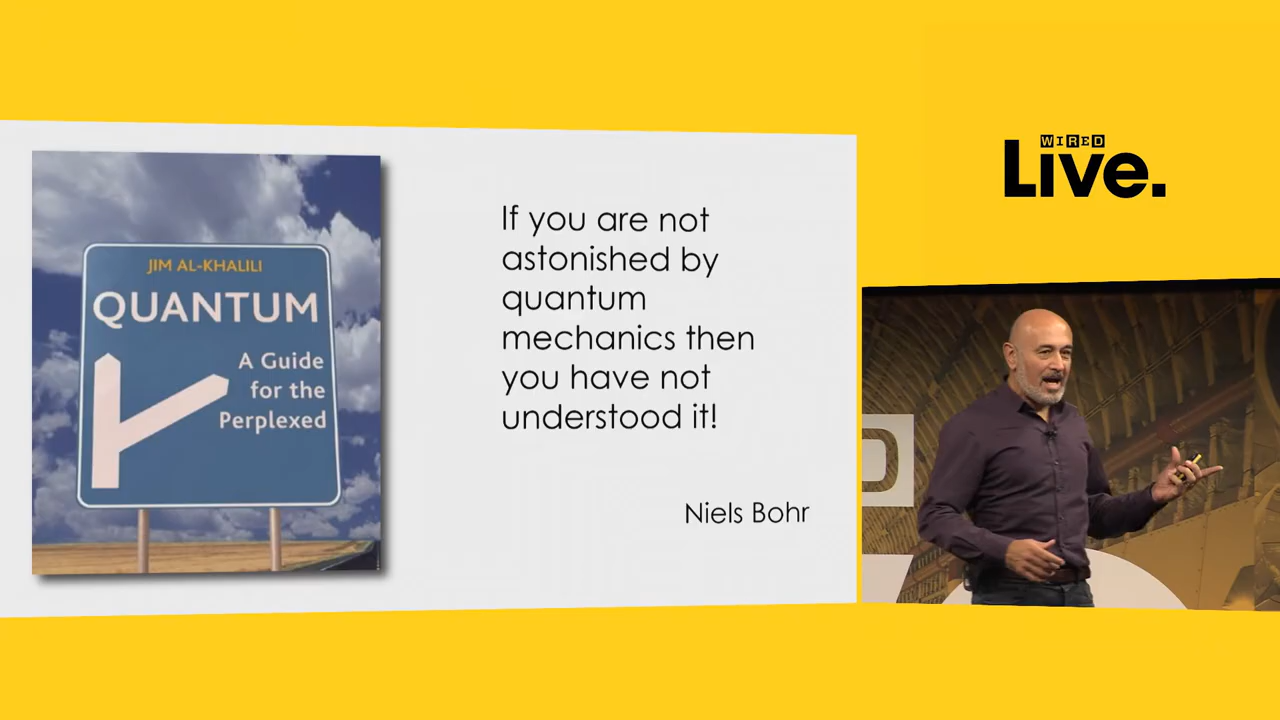 JIM AL-KHALILI
QUANTUM
A Guide
for the
Perplexed
If you are not
astonished by
quantum
mechanics then
you have not
understood it!
Niels Bohr
WIRED
Live.